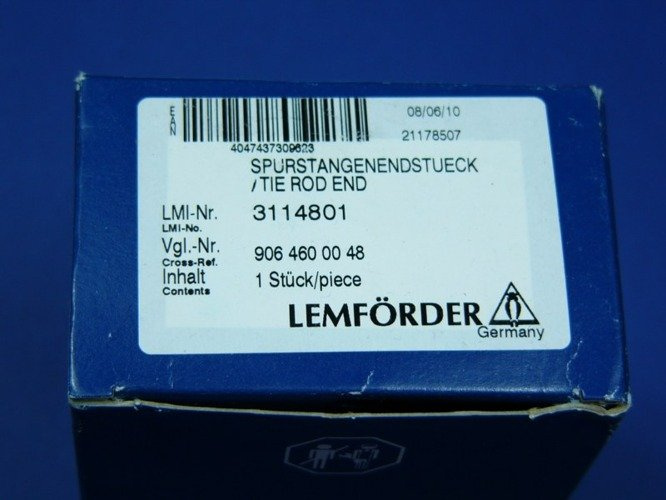 EAN
08/06/10
4047437309623
21178507
SPURSTANGENENDSTUECK
/TIE ROD END
LMI-Nr. 3114801
LMI-No.
Vgl.-Nr. 906 460 00 48
Cross-Ref.
Inhalt 1 Stück/piece
Contents
LEMFÖRDER
Germany